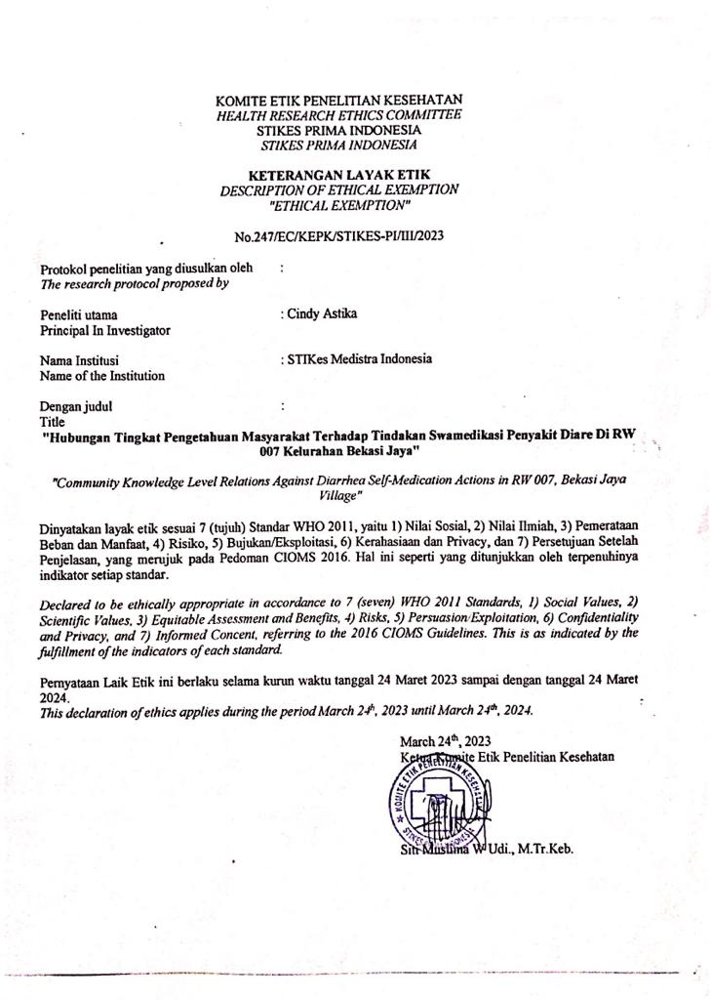 KOMITE ETIK PENELITIAN KESEHATAN
HEALTH RESEARCH ETHICS COMMITTEE
STIKES PRIMA INDONESIA
STIKES PRIMA INDONESIA
KETERANGAN LAYAK ETIK
DESCRIPTION OF ETHICAL EXEMPTION
"ETHICAL EXEMPTION"
No.247/EC/KEPK/STIKES-PI/III/2023
Protokol penelitian yang diusulkan oleh :
The research protocol proposed by
Peneliti utama : Cindy Astika
Principal In Investigator
Nama Institusi : STIKes Medistra Indonesia
Name of the Institution
Dengan judul :
Title
"Hubungan Tingkat Pengetahuan Masyarakat Terhadap Tindakan Swamedikasi Penyakit Diare Di RW
007 Kelurahan Bekasi Jaya"
"Community Knowledge Level Relations Against Diarrhea Self-Medication Actions in RW 007, Bekasi Jaya
Village"
Dinyatakan layak etik sesuai 7 (tujuh) Standar WHO 2011, yaitu 1) Nilai Sosial, 2) Nilai Ilmiah, 3) Pemerataan
Beban dan Manfaat, 4) Risiko, 5) Bujukan/Eksploitasi, 6) Kerahasiaan dan Privacy, dan 7) Persetujuan Setelah
Penjelasan, yang merujuk pada Pedoman CIOMS 2016. Hal ini seperti yang ditunjukkan oleh terpenuhinya
indikator setiap standar.
Declared to be ethically appropriate in accordance to 7 (seven) WHO 2011 Standards, 1) Social Values, 2)
Scientific Values, 3) Equitable Assessment and Benefits, 4) Risks, 5) Persuasion/Exploitation, 6) Confidentiality
and Privacy, and 7) Informed Concent, referring to the 2016 CIOMS Guidelines. This is as indicated by the
fulfillment of the indicators of each standard.
Pernyataan Laik Etik ini berlaku selama kurun waktu tanggal 24 Maret 2023 sampai dengan tanggal 24 Maret
2024.
This declaration of ethics applies during the period March 24th, 2023 until March 24th, 2024.
March 24th, 2023
Ketua Komite Etik Penelitian Kesehatan
KOMITE ETIK PENELITIAN KESEHATAN
STIKES INDONESIA
Siti Muslima W Udi., M.Tr.Keb.